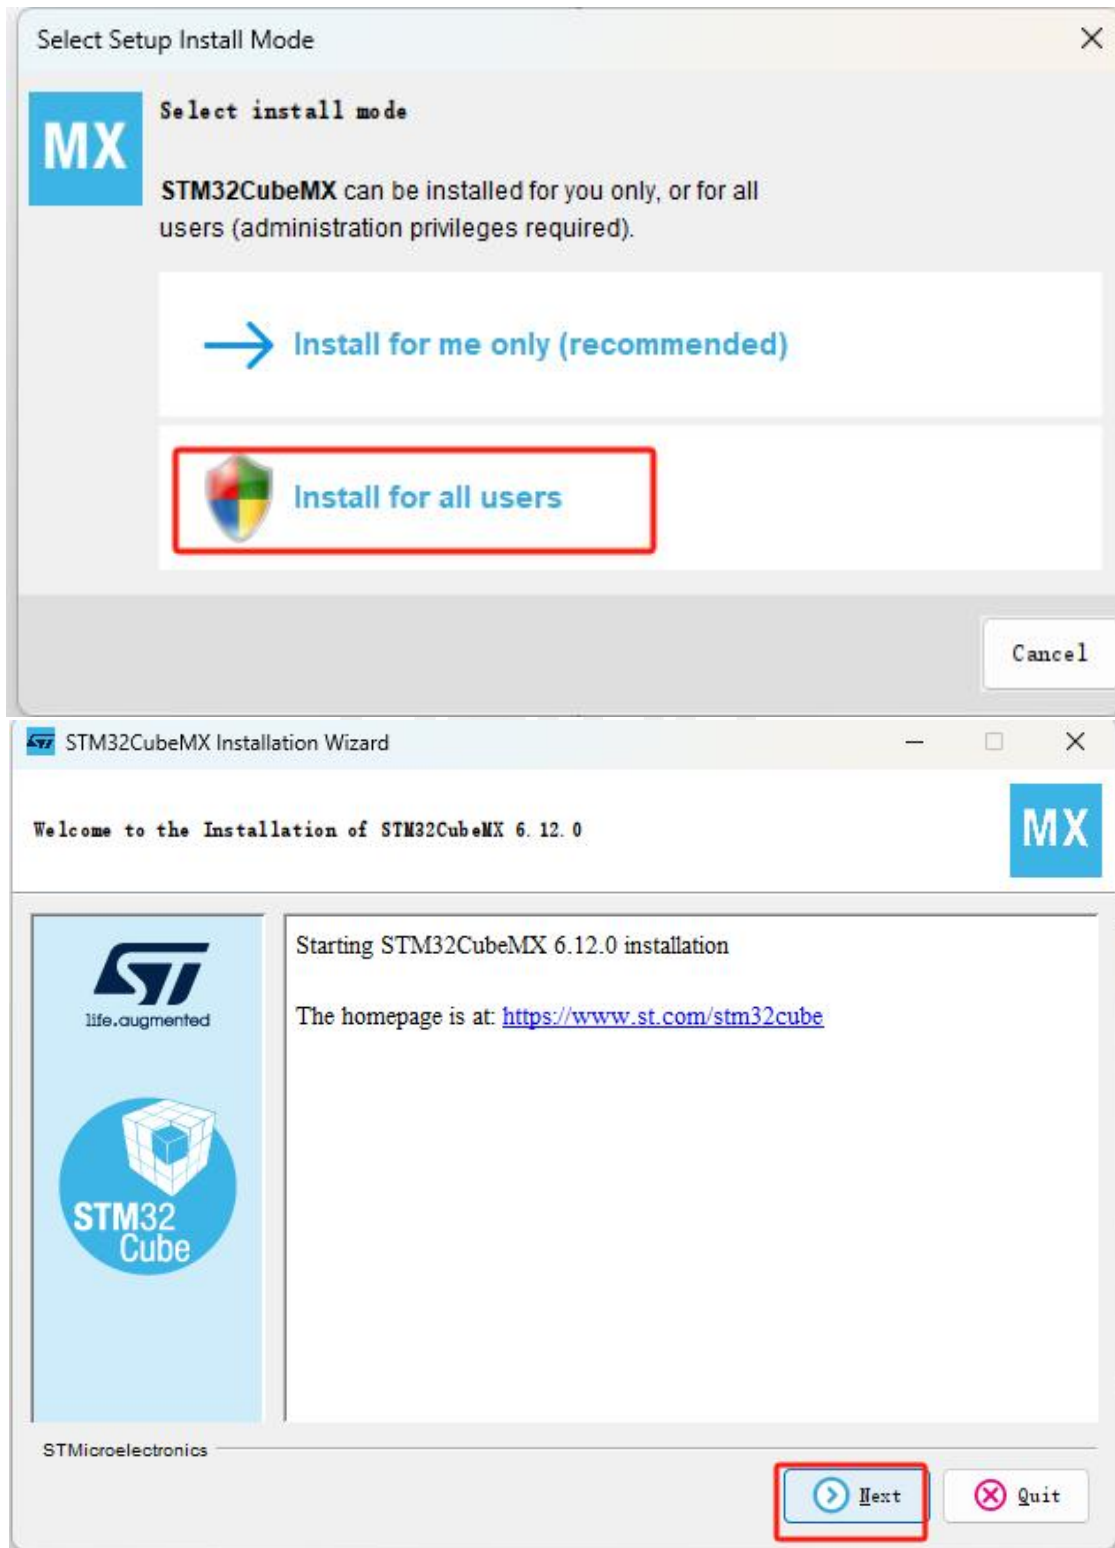 Select Setup Install Mode
MX
Select install mode
STM32CubeMX can be installed for you only, or for all
users (administration privileges required).
Install for me only (recommended)
Install for all users
Cancel
STM32CubeMX Installation Wizard
Welcome to the Installation of STM32CubeMX 6.12.0
MX
life.augmented
STM32
Cube
Starting STM32CubeMX 6.12.0 installation
The homepage is at: https://www.st.com/stm32cube
STMicroelectronics
Next
Quit